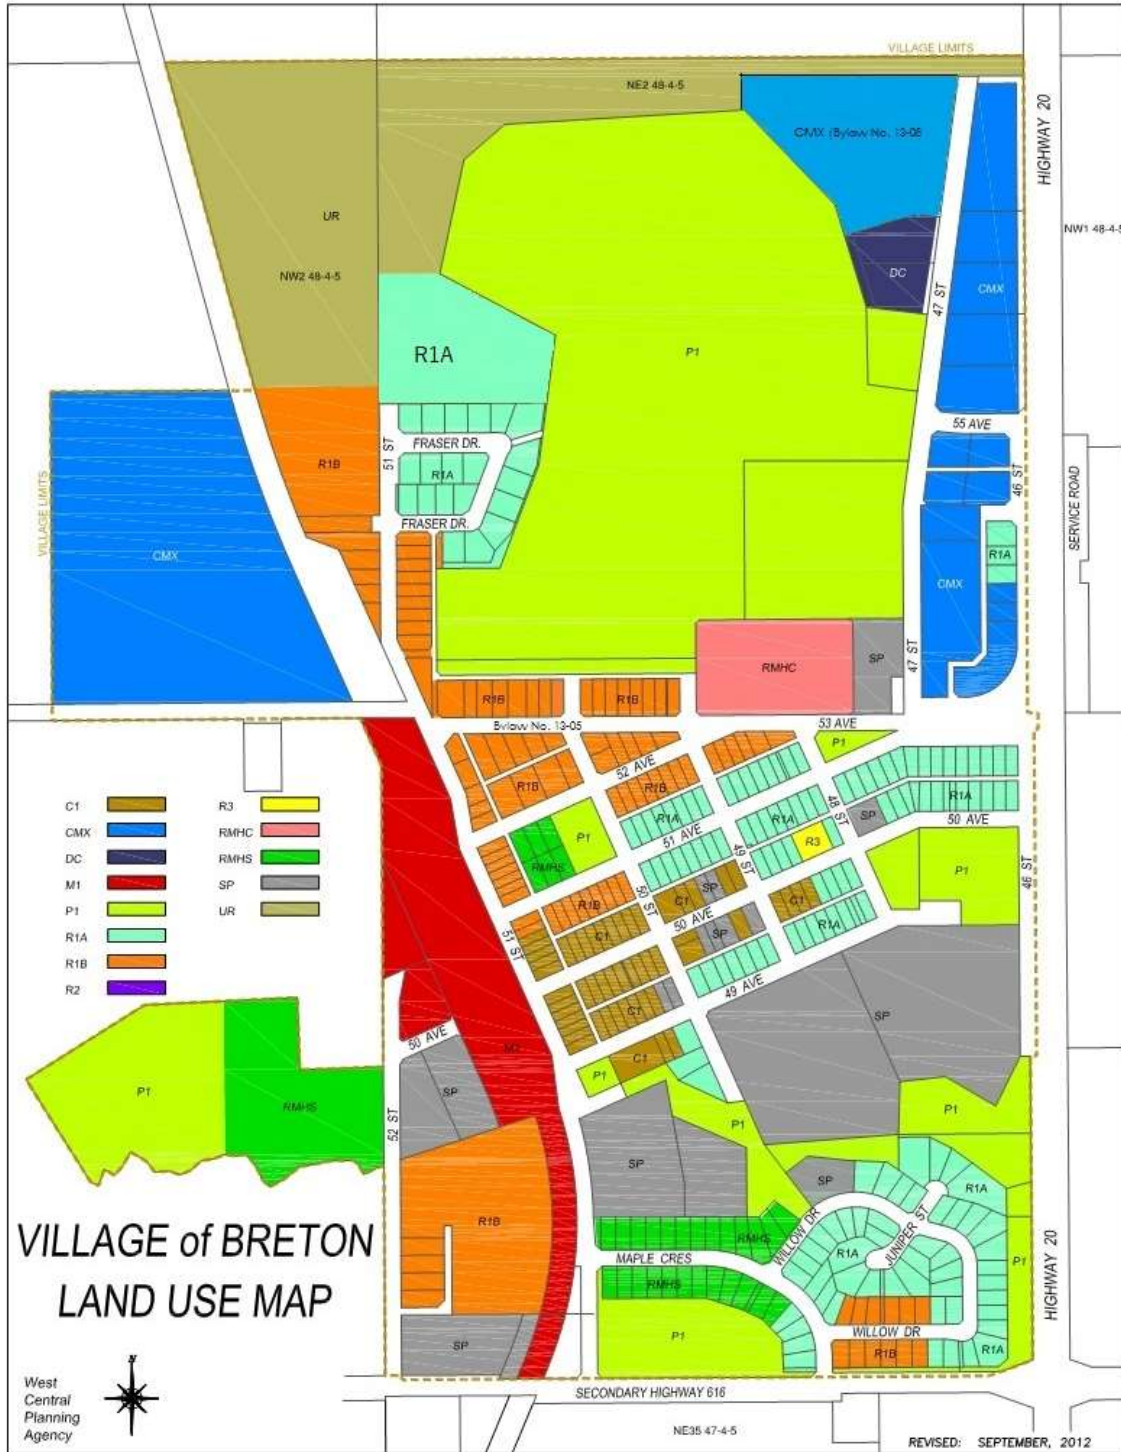 VILLAGE LIMITS
NE2 48-4-5
CMX (Bylaw No. 13-08
HIGHWAY 20
UR
NW1 48-4-5
NW2 48-4-5
DC
CMX
47 ST
R1A
P1
55 AVE
51 ST
FRASER DR.
R1B
R1A
46 ST
VILLAGE LIMITS
SERVICE ROAD
FRASER DR.
CMX
R1A
CMX
RMHC
SP
47 ST
R1B
R1B
Bylaw No. 13-05
53 AVE
P1
52 AVE
R1B
R1B
R1A
48 ST
R1A
R1A
SP
50 AVE
51 AVE
R3
49 ST
P1
RMHS
P1
46 ST
SP
C1
C1
50 ST
R1B
C1
50 AVE
SP
R1A
51 ST
49 AVE
C1
SP
C1
R3
CMX
RMHC
DC
RMHS
M1
SP
P1
UR
R1A
R1B
R2
50 AVE
M1
C1
P1
SP
P1
RMHS
52 ST
P1
P1
SP
SP
R1A
WILLOW DR
JUNIPER ST
R1B
RMHS
R1A
MAPLE CRES
P1
RMHS
HIGHWAY 20
P1
WILLOW DR
SP
R1B
R1A
VILLAGE of BRETON
LAND USE MAP
N
West
Central
Planning
Agency
SECONDARY HIGHWAY 616
NE35 47-4-5
REVISED: SEPTEMBER, 2012